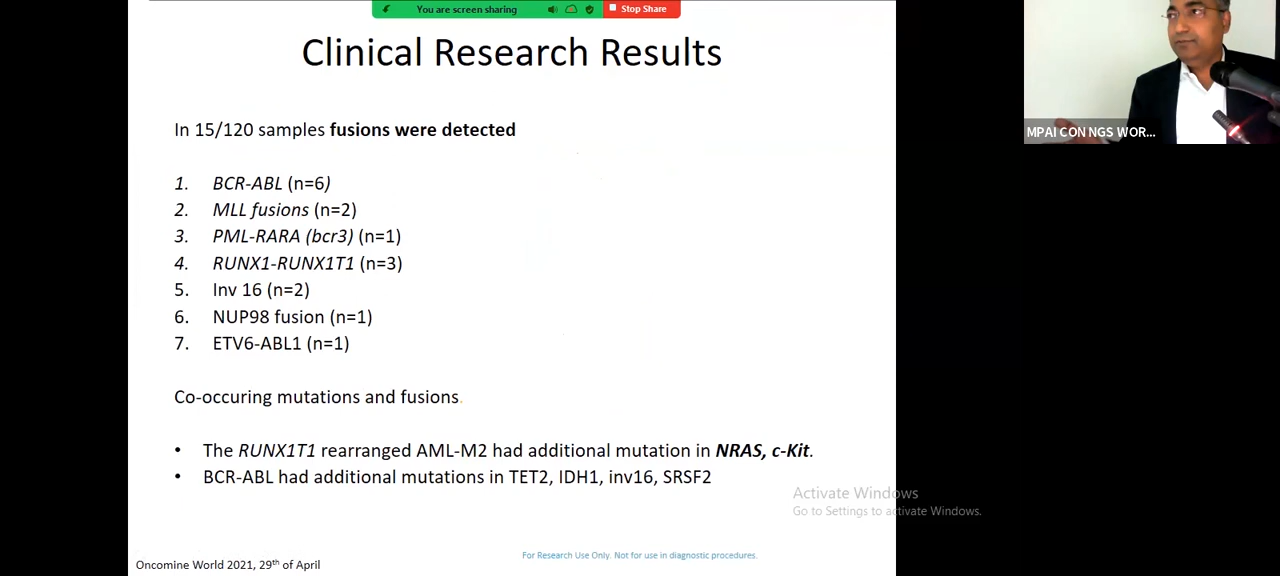 You are screen sharing
Stop Share
Clinical Research Results
In 15/120 samples fusions were detected
1. BCR-ABL (n=6)
2. MLL fusions (n=2)
3. PML-RARA (bcr3) (n=1)
4. RUNX1-RUNX1T1 (n=3)
5. Inv 16 (n=2)
6. NUP98 fusion (n=1)
7. ETV6-ABL1 (n=1)
Co-occuring mutations and fusions.
• The RUNX1T1 rearranged AML-M2 had additional mutation in NRAS, c-Kit.
• BCR-ABL had additional mutations in TET2, IDH1, inv16, SRSF2
For Research Use Only. Not for use in diagnostic procedures.
Oncomine World 2021, 29th of April
MPAI CON NGS WOR...
Activate Windows
Go to Settings to activate Windows.